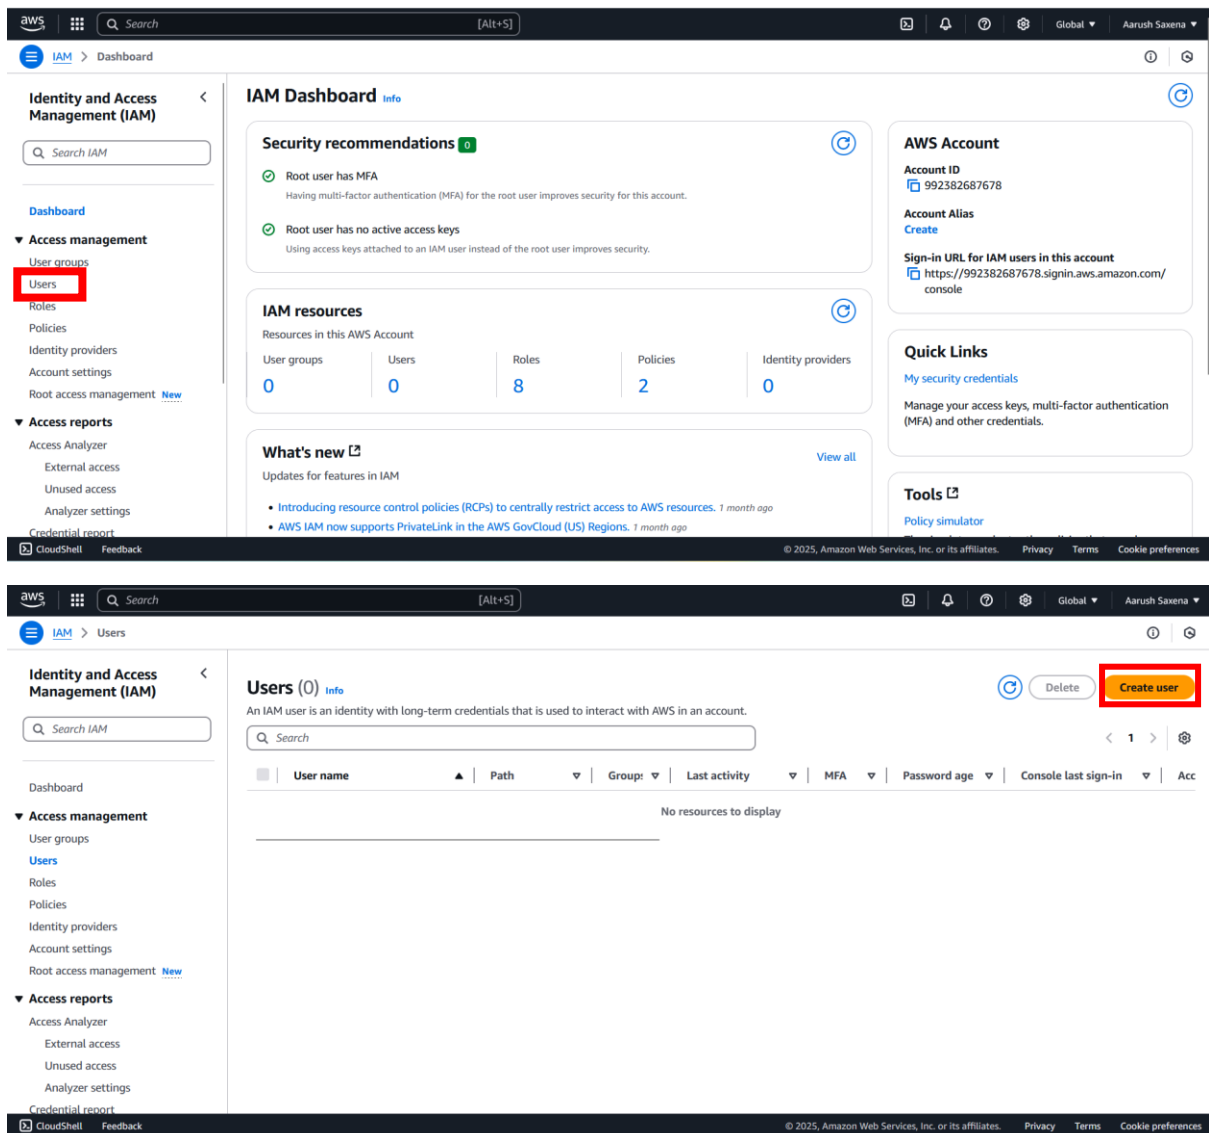 aws
Search
[Alt+S]
Global
Aarush Saxena
IAM > Dashboard
Identity and Access
Management (IAM)
Search IAM
Dashboard
Access management
User groups
Users
Roles
Policies
Identity providers
Account settings
Root access management New
Access reports
Access Analyzer
External access
Unused access
Analyzer settings
Credential report
IAM Dashboard Info
Security recommendations 0
Root user has MFA
Having multi-factor authentication (MFA) for the root user improves security for this account.
Root user has no active access keys
Using access keys attached to an IAM user instead of the root user improves security.
IAM resources
Resources in this AWS Account
User groups
0
Users
0
Roles
8
Policies
2
Identity providers
0
What's new
View all
Updates for features in IAM
• Introducing resource control policies (RCPs) to centrally restrict access to AWS resources. 1 month ago
• AWS IAM now supports PrivateLink in the AWS GovCloud (US) Regions. 1 month ago
AWS Account
Account ID
992382687678
Account Alias
Create
Sign-in URL for IAM users in this account
https://992382687678.signin.aws.amazon.com/
console
Quick Links
My security credentials
Manage your access keys, multi-factor authentication
(MFA) and other credentials.
Tools
Policy simulator
CloudShell Feedback
© 2025, Amazon Web Services, Inc. or its affiliates. Privacy Terms Cookie preferences
aws
Search
[Alt+S]
Global
Aarush Saxena
IAM > Users
Identity and Access
Management (IAM)
Search IAM
Dashboard
Access management
User groups
Users
Roles
Policies
Identity providers
Account settings
Root access management New
Access reports
Access Analyzer
External access
Unused access
Analyzer settings
Credential report
Users (0) Info
Delete
Create user
An IAM user is an identity with long-term credentials that is used to interact with AWS in an account.
Search
< 1 >
User name Path Group: Last activity MFA Password age Console last sign-in Acc
No resources to display
CloudShell Feedback
© 2025, Amazon Web Services, Inc. or its affiliates. Privacy Terms Cookie preferences